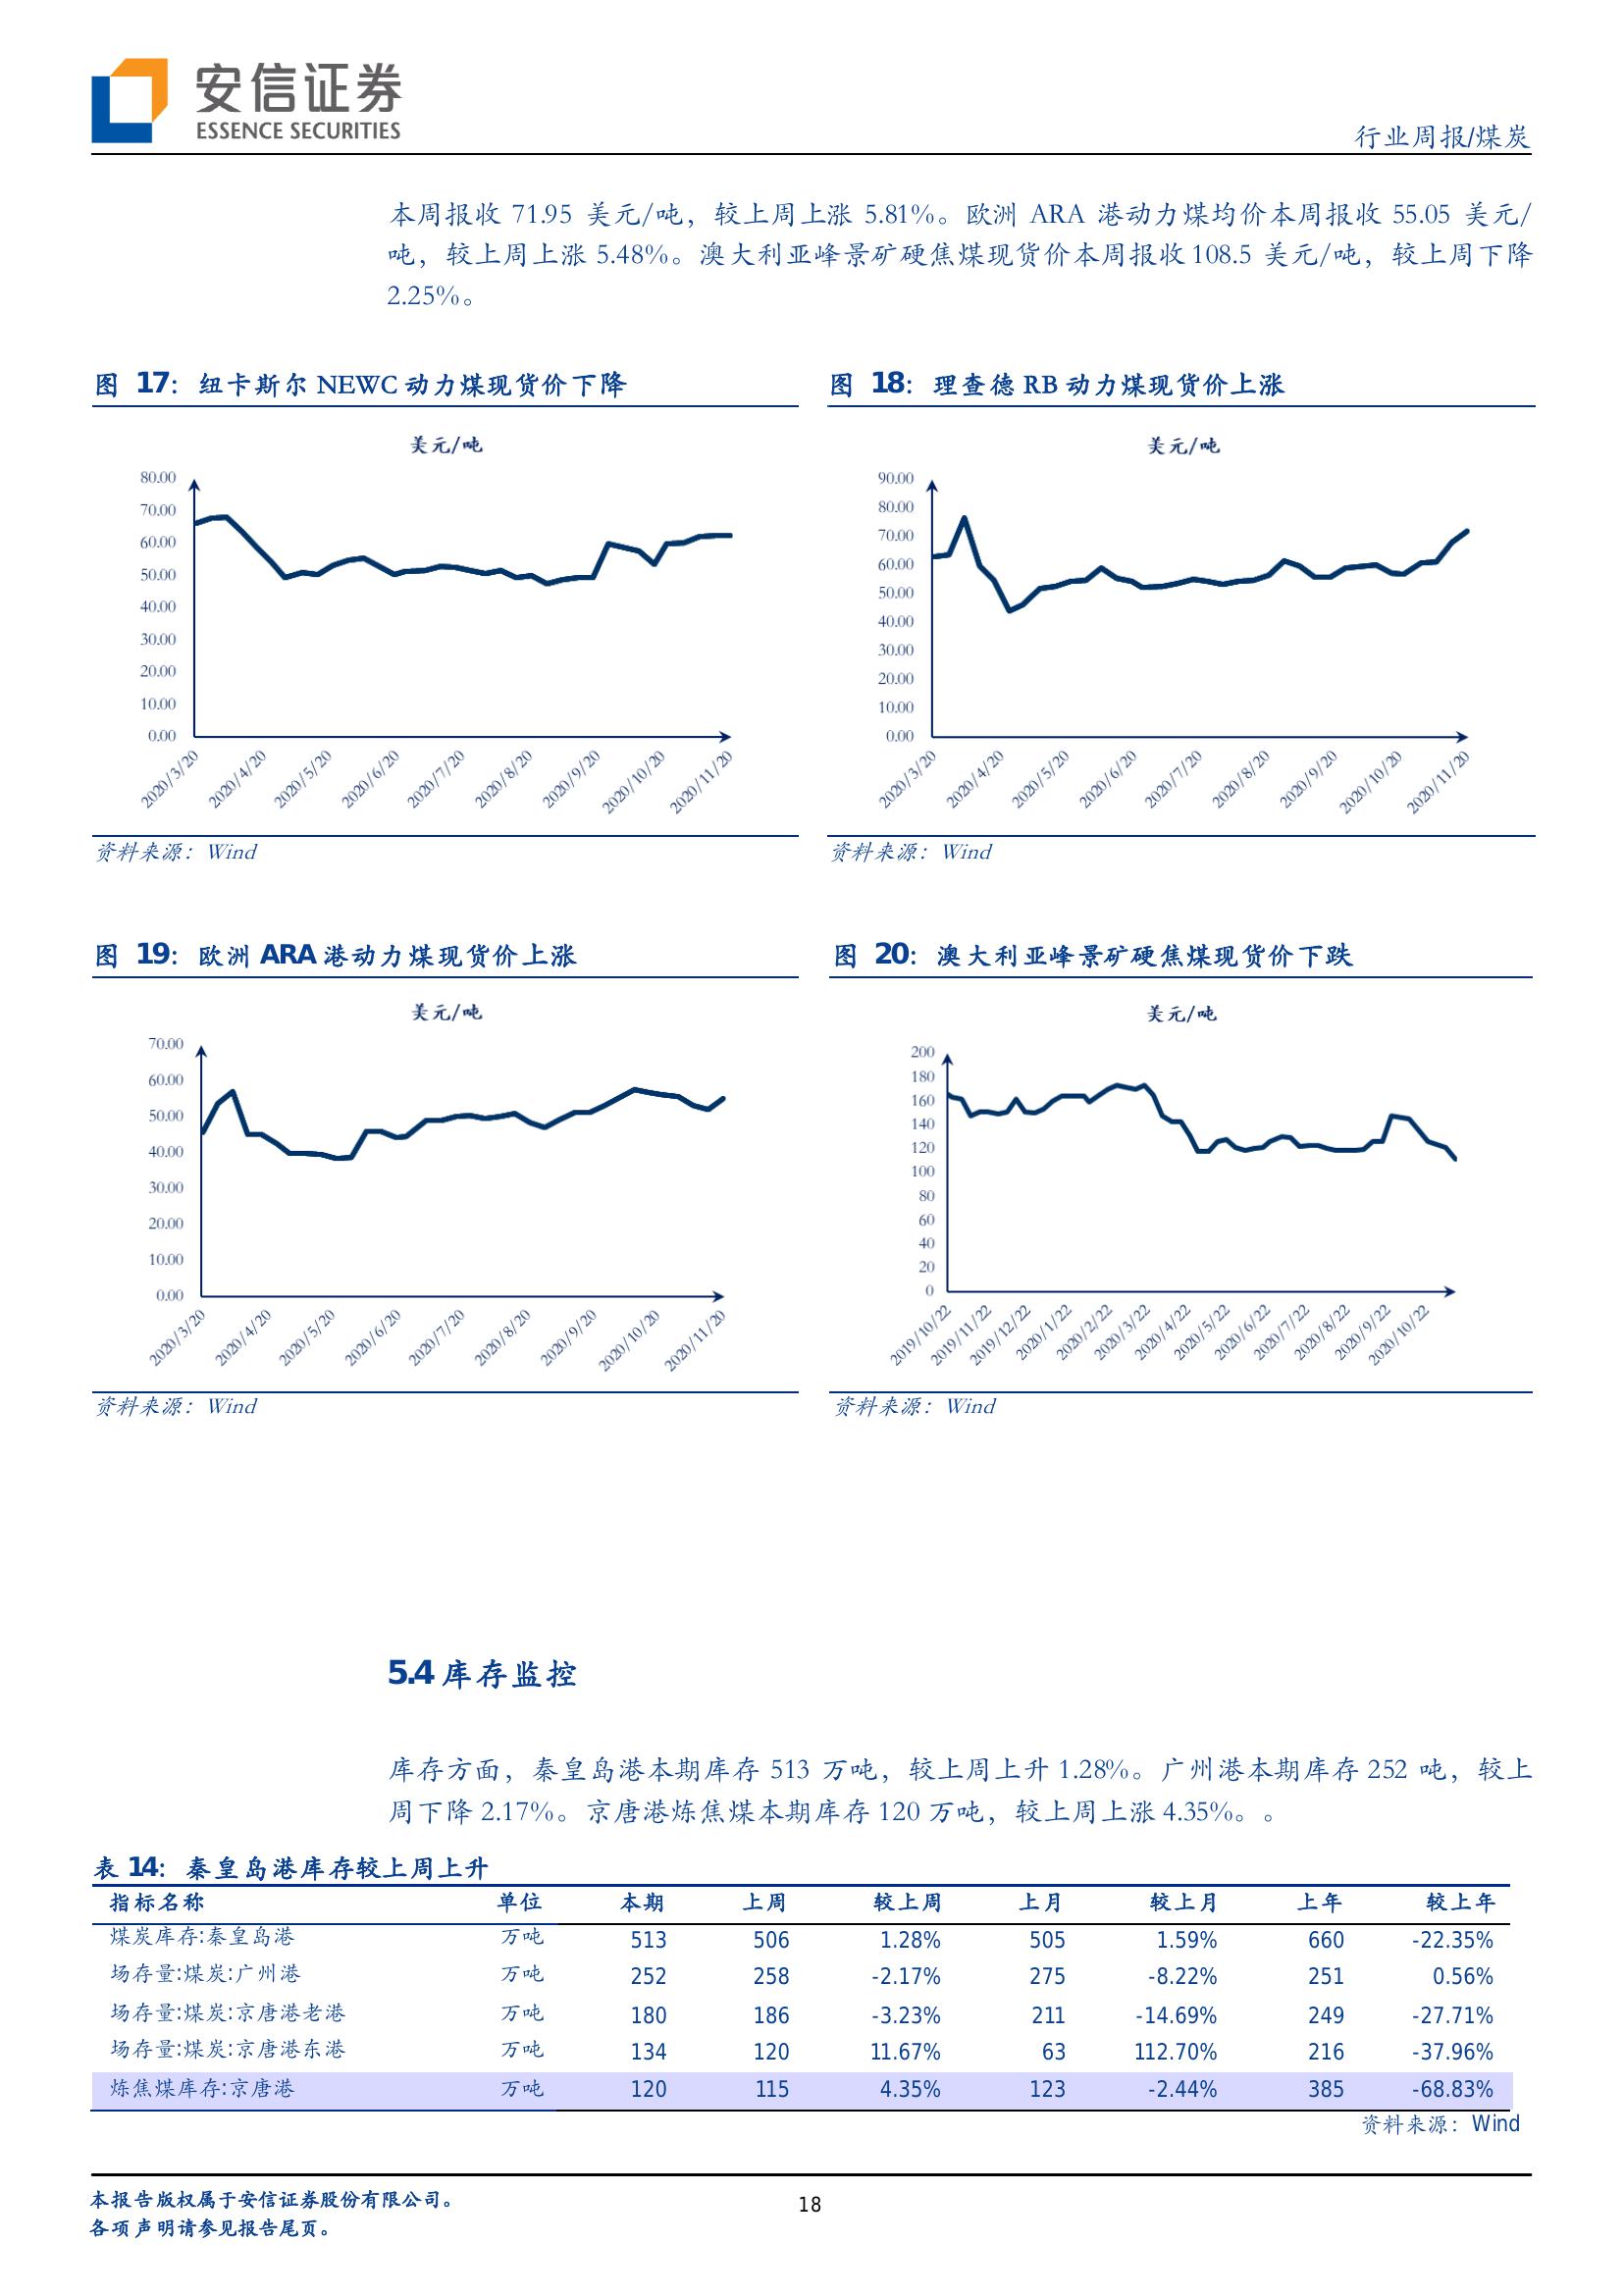 安信证券
ESSENCE SECURITIES
行业周报/煤炭
本周报收 71.95 美元/吨，较上周上涨 5.81%。欧洲 ARA 港动力煤均价本周报收 55.05 美元/
吨，较上周上涨 5.48%。澳大利亚峰景矿硬焦煤现货价本周报收 108.5 美元/吨，较上周下降
2.25%。
图 17：纽卡斯尔 NEWC 动力煤现货价下降
美元/吨
80.00
70.00
60.00
50.00
40.00
30.00
20.00
10.00
0.00
2020/3/20 2020/4/20 2020/5/20 2020/6/20 2020/7/20 2020/8/20 2020/9/20 2020/10/20 2020/11/20
资料来源：Wind
图 18：理查德 RB 动力煤现货价上涨
美元/吨
90.00
80.00
70.00
60.00
50.00
40.00
30.00
20.00
10.00
0.00
2020/3/20 2020/4/20 2020/5/20 2020/6/20 2020/7/20 2020/8/20 2020/9/20 2020/10/20 2020/11/20
资料来源：Wind
图 19：欧洲 ARA 港动力煤现货价上涨
美元/吨
70.00
60.00
50.00
40.00
30.00
20.00
10.00
0.00
2020/3/20 2020/4/20 2020/5/20 2020/6/20 2020/7/20 2020/8/20 2020/9/20 2020/10/20 2020/11/20
资料来源：Wind
图 20：澳大利亚峰景矿硬焦煤现货价下跌
美元/吨
200
180
160
140
120
100
80
60
40
20
0
2019/10/22 2019/11/22 2019/12/22 2020/1/22 2020/2/22 2020/3/22 2020/4/22 2020/5/22 2020/6/22 2020/7/22 2020/8/22 2020/9/22 2020/10/22
资料来源：Wind
5.4 库存监控
库存方面，秦皇岛港本期库存 513 万吨，较上周上升 1.28%。广州港本期库存 252 吨，较上
周下降 2.17%。京唐港炼焦煤本期库存 120 万吨，较上周上涨 4.35%。。
表 14：秦皇岛港库存较上周上升
指标名称 单位 本期 上周 较上周 上月 较上月 上年 较上年
煤炭库存:秦皇岛港 万吨 513 506 1.28% 505 1.59% 660 -22.35%
场存量:煤炭:广州港 万吨 252 258 -2.17% 275 -8.22% 251 0.56%
场存量:煤炭:京唐港老港 万吨 180 186 -3.23% 211 -14.69% 249 -27.71%
场存量:煤炭:京唐港东港 万吨 134 120 11.67% 63 112.70% 216 -37.96%
炼焦煤库存:京唐港 万吨 120 115 4.35% 123 -2.44% 385 -68.83%
资料来源：Wind
本报告版权属于安信证券股份有限公司。
各项声明请参见报告尾页。
18